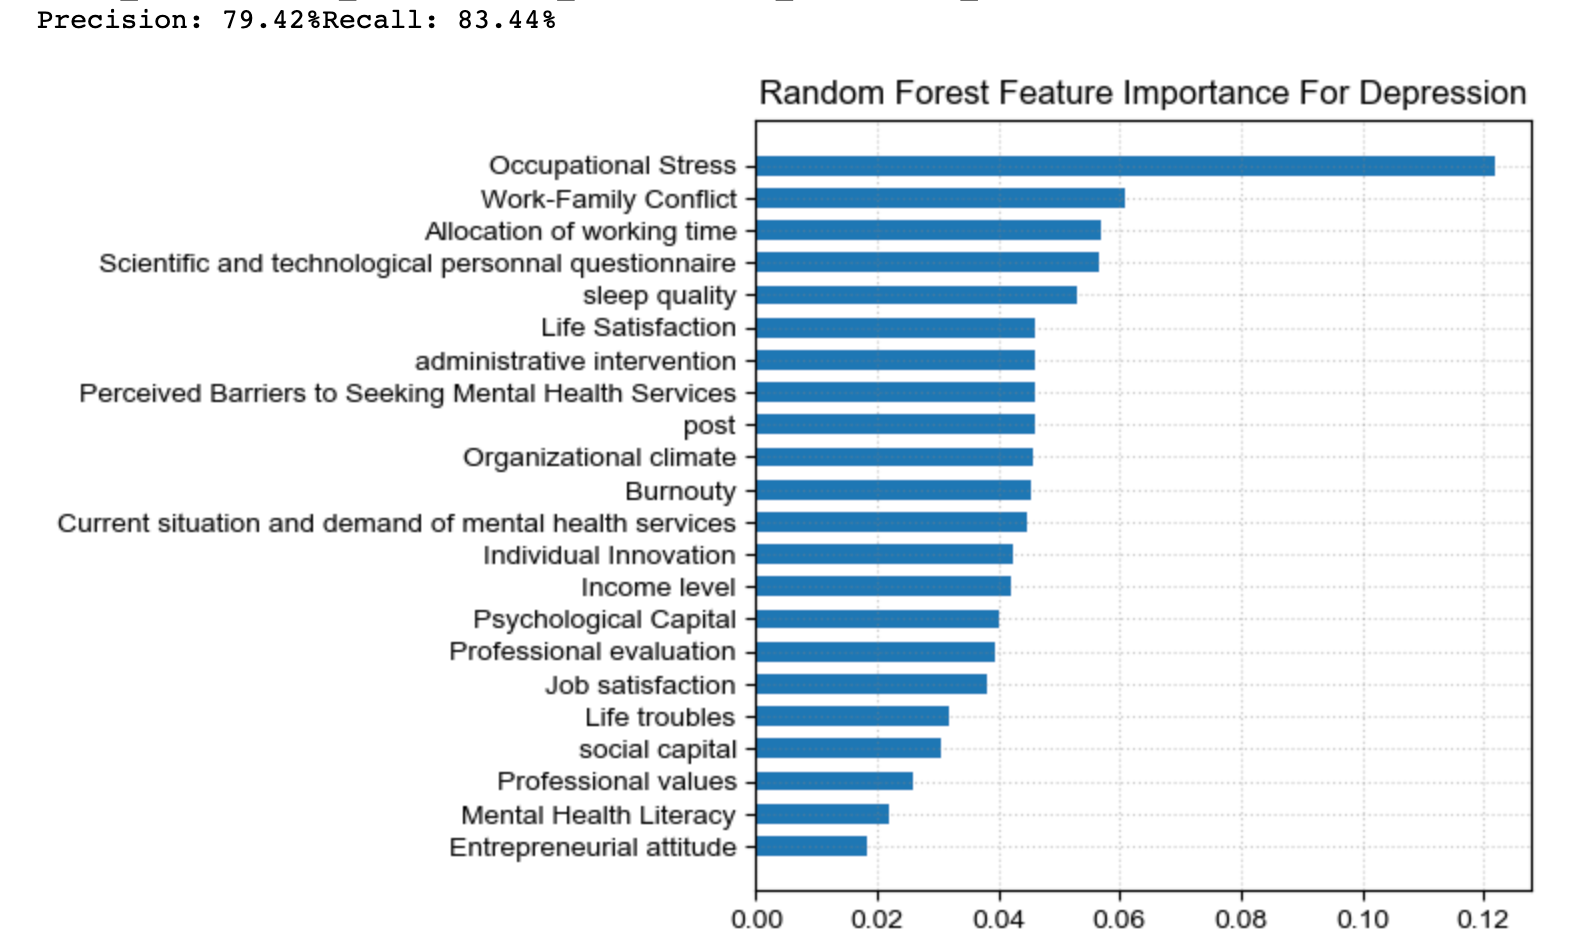 Precision: 79.42%Recall: 83.44%
Random Forest Feature Importance For Depression
Occupational Stress
Work-Family Conflict
Allocation of working time
Scientific and technological personnal questionnaire
sleep quality
Life Satisfaction
administrative intervention
Perceived Barriers to Seeking Mental Health Services
post
Organizational climate
Burnouty
Current situation and demand of mental health services
Individual Innovation
Income level
Psychological Capital
Professional evaluation
Job satisfaction
Life troubles
social capital
Professional values
Mental Health Literacy
Entrepreneurial attitude
0.00 0.02 0.04 0.06 0.08 0.10 0.12